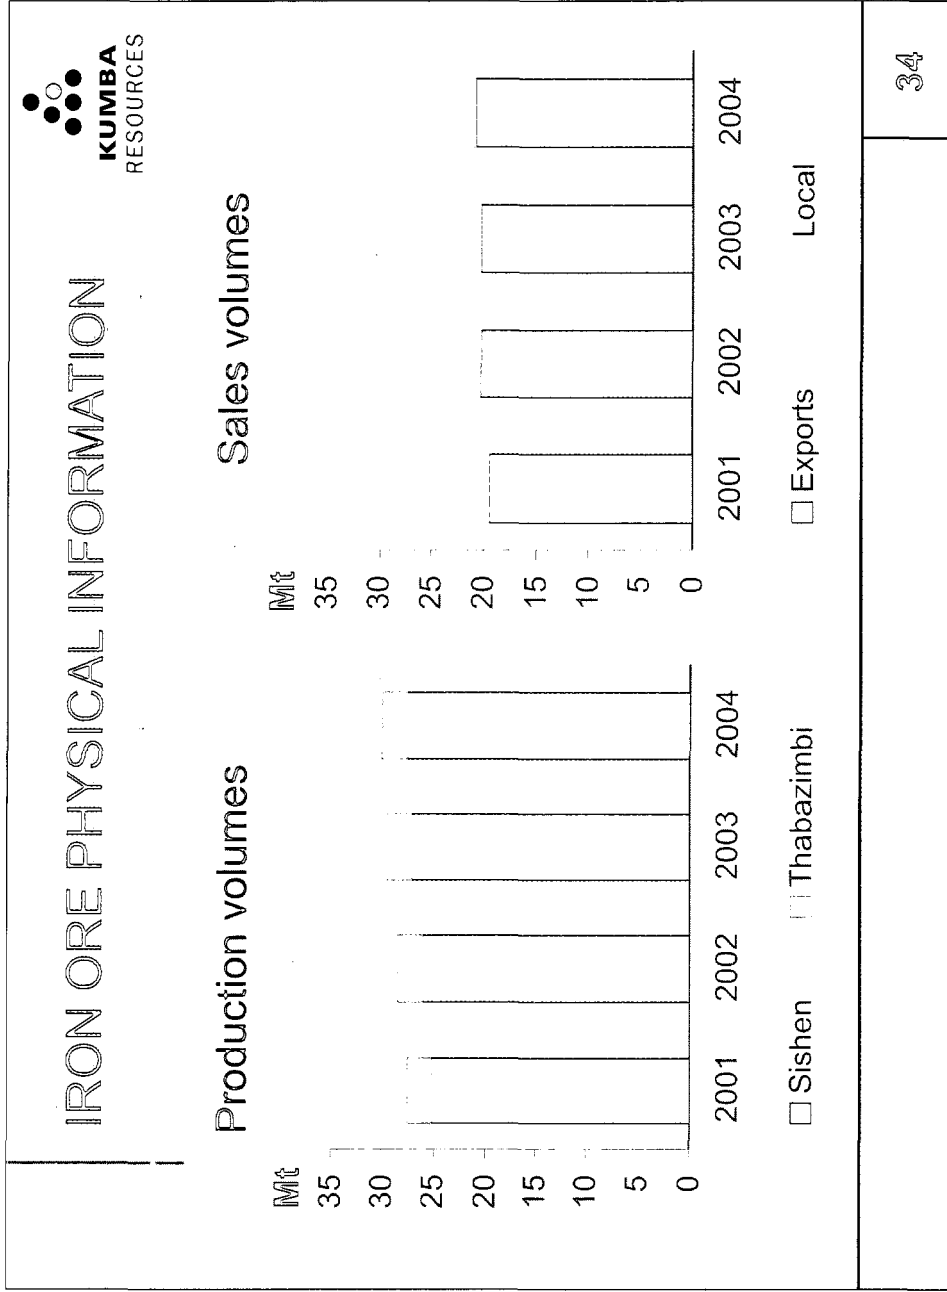 KUMBA
RESOURCES
IRON ORE PHYSICAL INFORMATION
Production volumes
Mt
35
30
25
20
15
10
5
0
2001 2002 2003 2004
Sishen Thabazimbi
Sales volumes
Mt
35
30
25
20
15
10
5
0
2001 2002 2003 2004
Exports Local
34